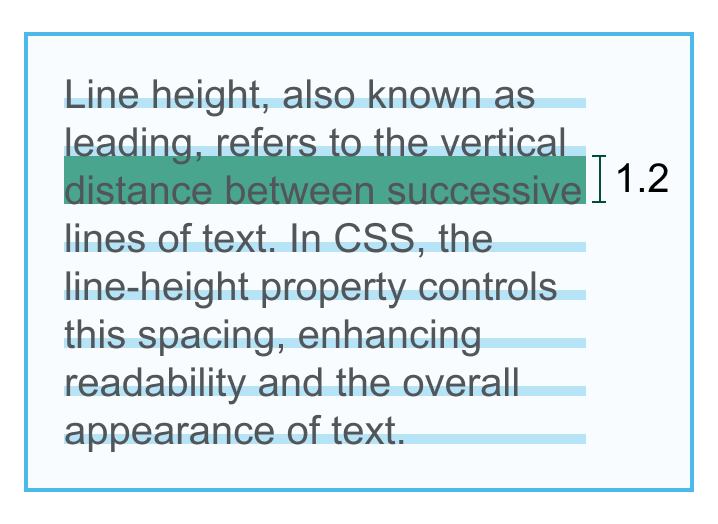 Line height, also known as
leading, refers to the vertical
distance between successive
1.2
lines of text. In CSS, the
line-height property controls
this spacing, enhancing
readability and the overall
appearance of text.